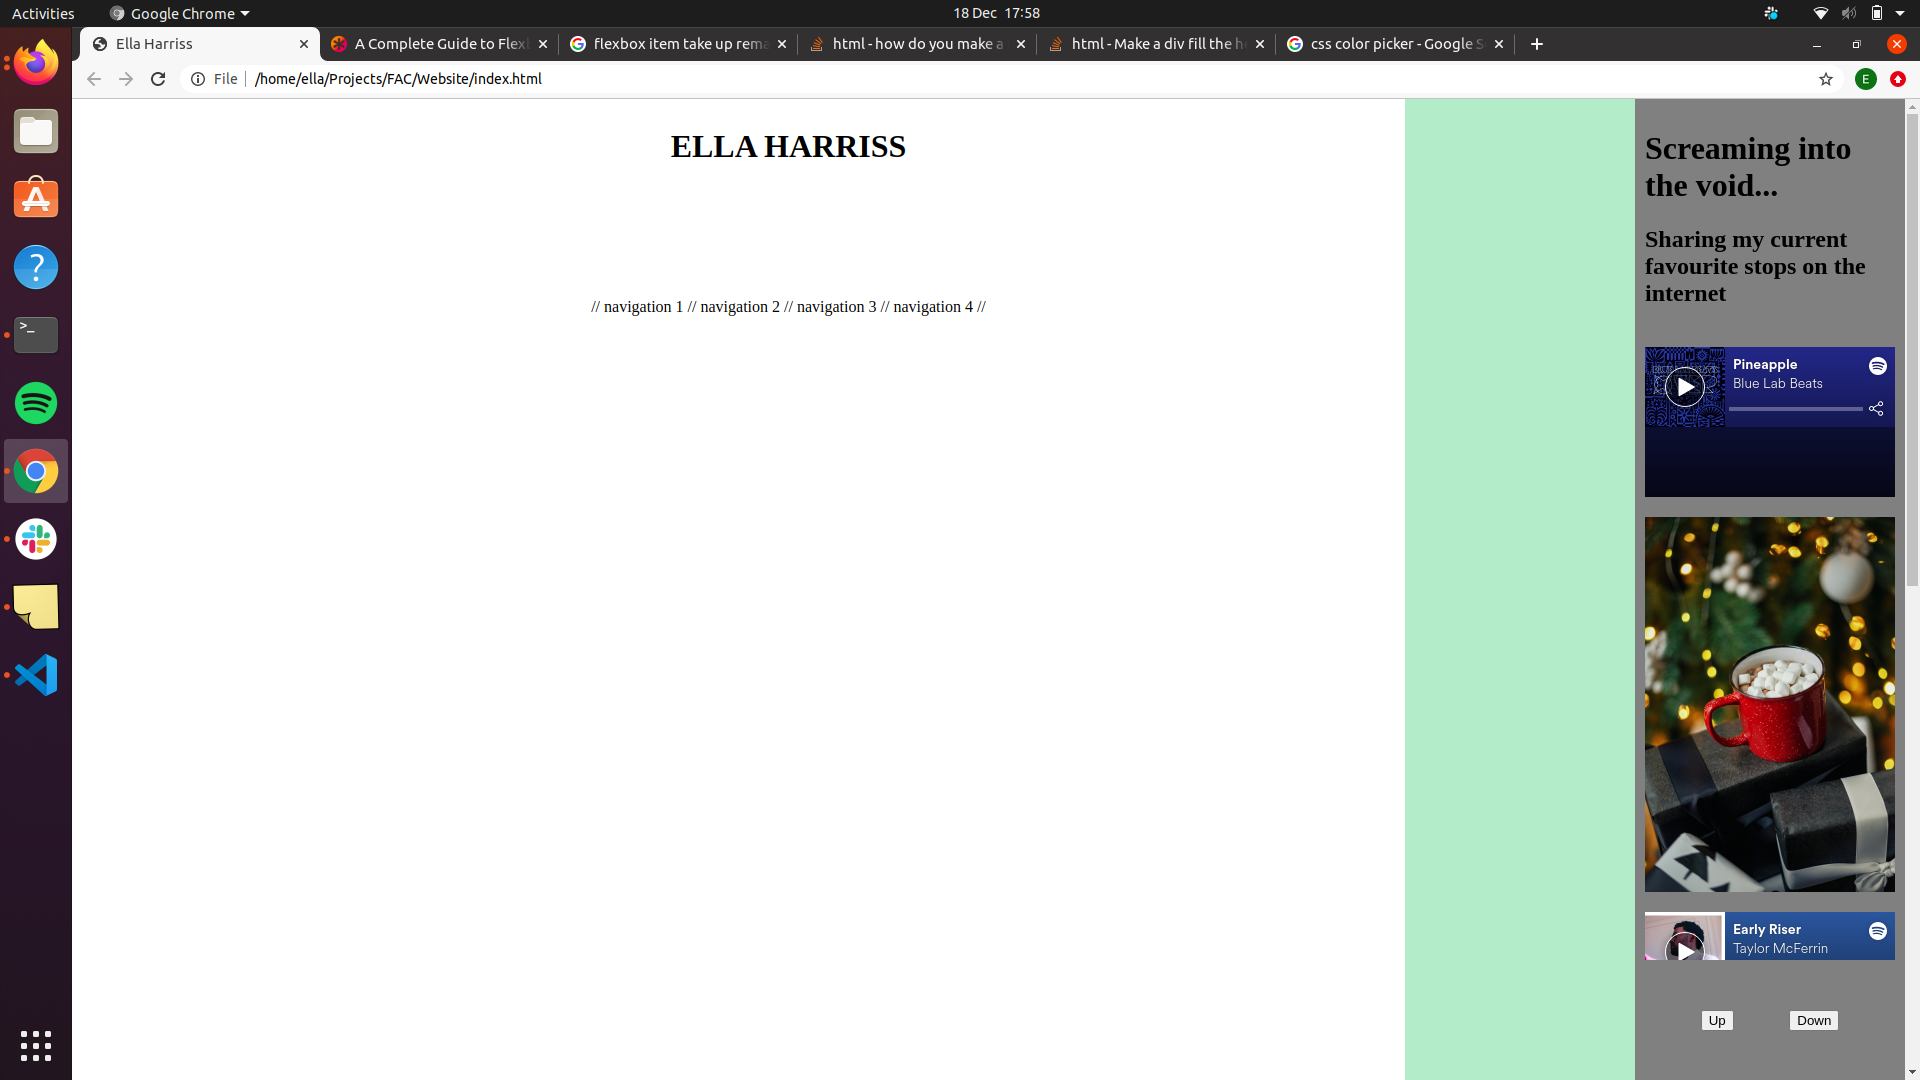 Activities
Google Chrome
18 Dec 17:58
Ella Harriss
A Complete Guide to Flex
flexbox item take up rema
html - how do you make a
html - Make a div fill the h
css color picker - Google S
File
/home/ella/Projects/FAC/Website/index.html
E
ELLA HARRISS
// navigation 1 // navigation 2 // navigation 3 // navigation 4 //
Screaming into
the void...
Sharing my current
favourite stops on the
internet
Pineapple
Blue Lab Beats
Early Riser
Taylor McFerrin
Up
Down